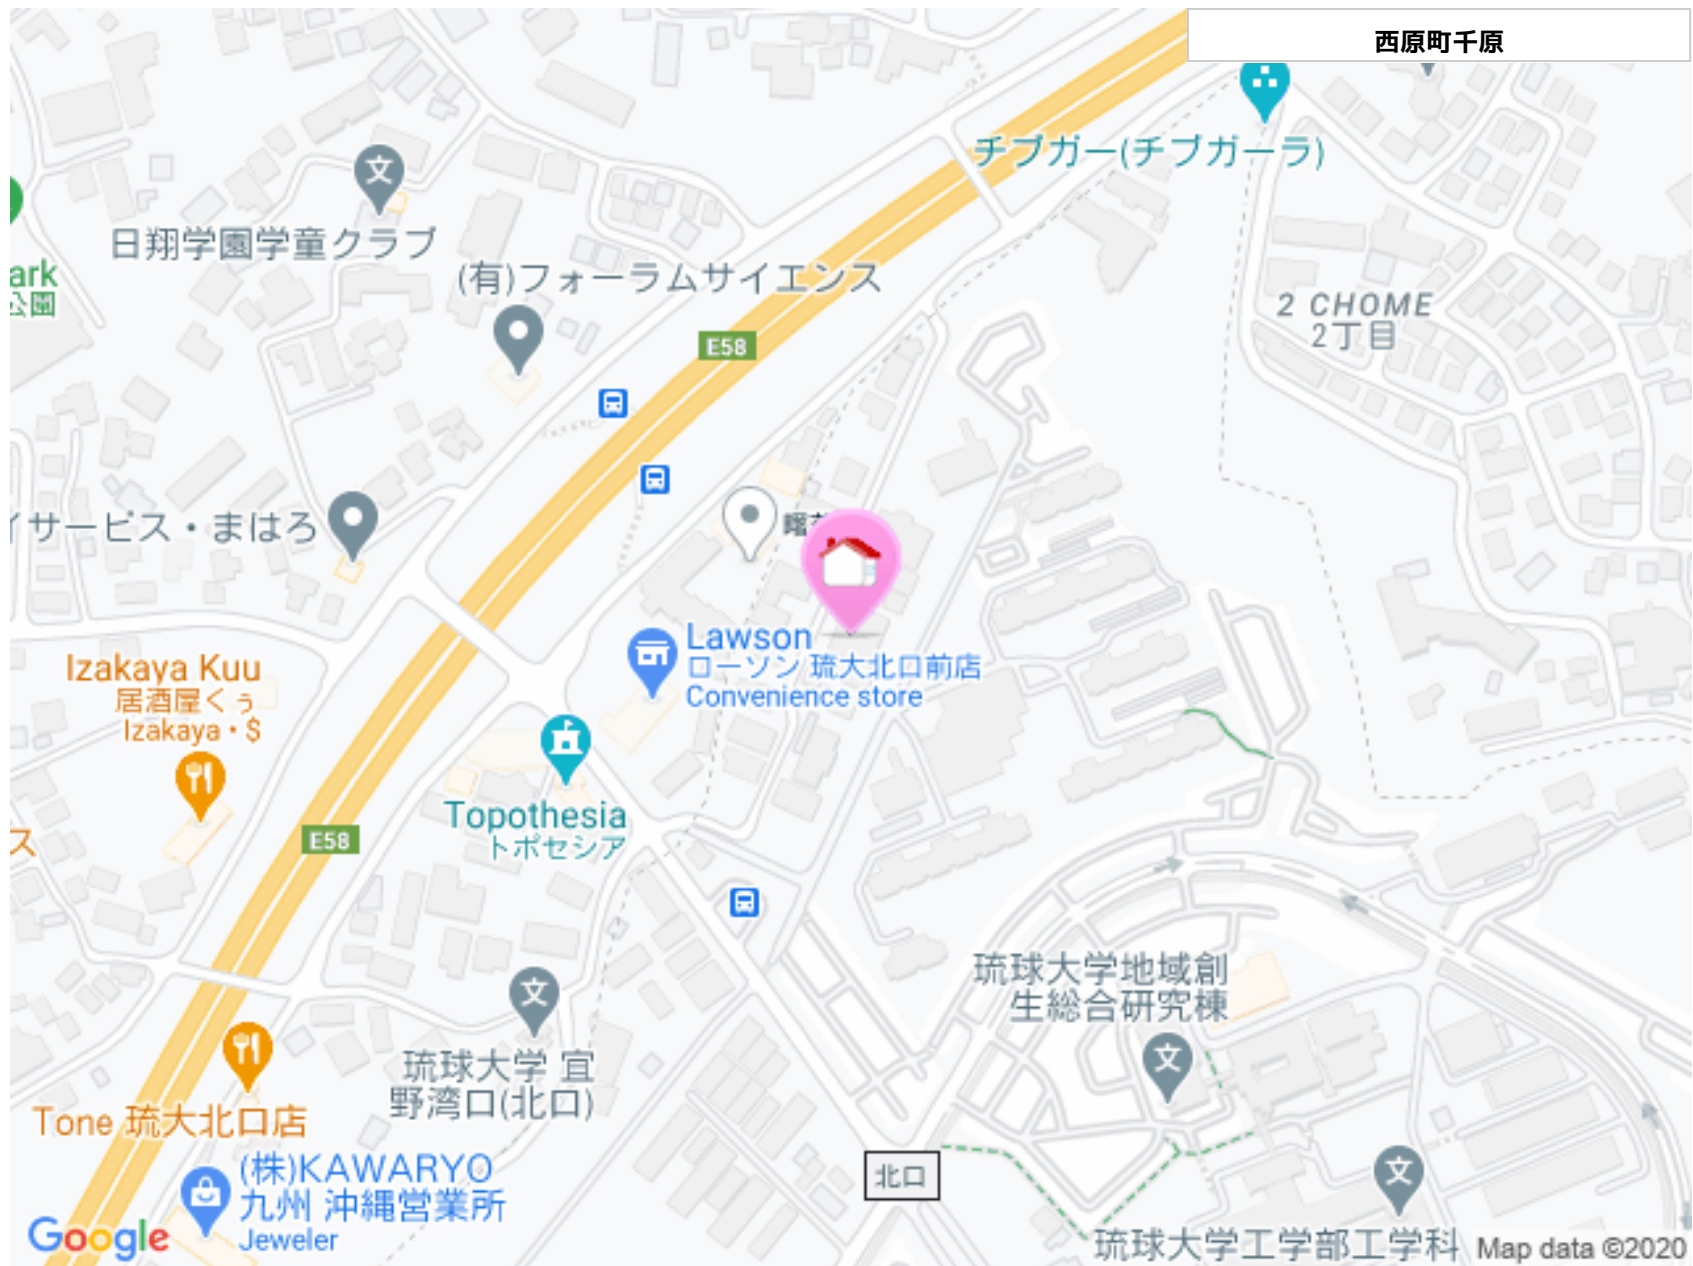 西原町千原
チブガー(チブガーラ)
日翔学園学童クラブ
(有)フォーラムサイエンス
ark
公園
2 CHOME
2丁目
E58
イサービス・まはろ
曙
Lawson
ローソン 琉大北口前店
Convenience store
Izakaya Kuu
居酒屋くぅ
Izakaya・$
Topothesia
トポセシア
E58
ス
琉球大学地域創
生総合研究棟
琉球大学 宜
野湾口(北口)
Tone 琉大北口店
(株)KAWARYO
九州 沖縄営業所
Jeweler
北口
琉球大学工学部工学科
Google
Map data ©2020